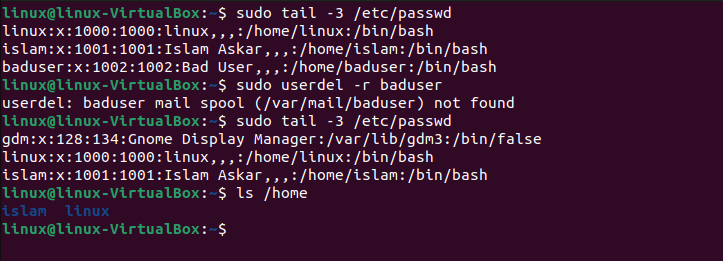 linux@linux-VirtualBox:~$ sudo tail -3 /etc/passwd
linux:x:1000:1000:linux,,,:/home/linux:/bin/bash
islam:x:1001:1001:Islam Askar,,,:/home/islam:/bin/bash
baduser:x:1002:1002:Bad User,,,:/home/baduser:/bin/bash
linux@linux-VirtualBox:~$ sudo userdel -r baduser
userdel: baduser mail spool (/var/mail/baduser) not found
linux@linux-VirtualBox:~$ sudo tail -3 /etc/passwd
gdm:x:128:134:Gnome Display Manager:/var/lib/gdm3:/bin/false
linux:x:1000:1000:linux,,,:/home/linux:/bin/bash
islam:x:1001:1001:Islam Askar,,,:/home/islam:/bin/bash
linux@linux-VirtualBox:~$ ls /home
islam  linux
linux@linux-VirtualBox:~$